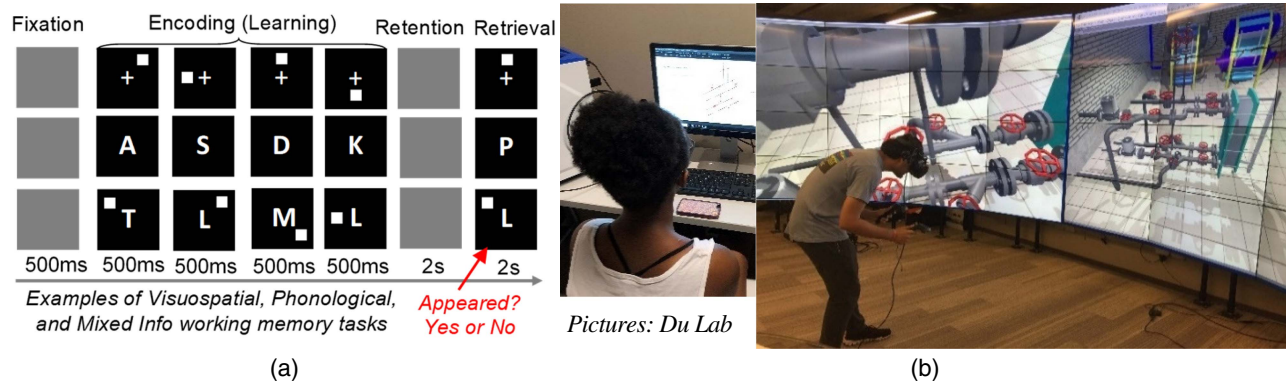 Fixation Encoding (Learning) Retention Retrieval
A S D K P
T L M L L
500ms 500ms 500ms 500ms 500ms 2s 2s
Examples of Visuospatial, Phonological,
and Mixed Info working memory tasks
Appeared?
Yes or No
Pictures: Du Lab
(a)
(b)